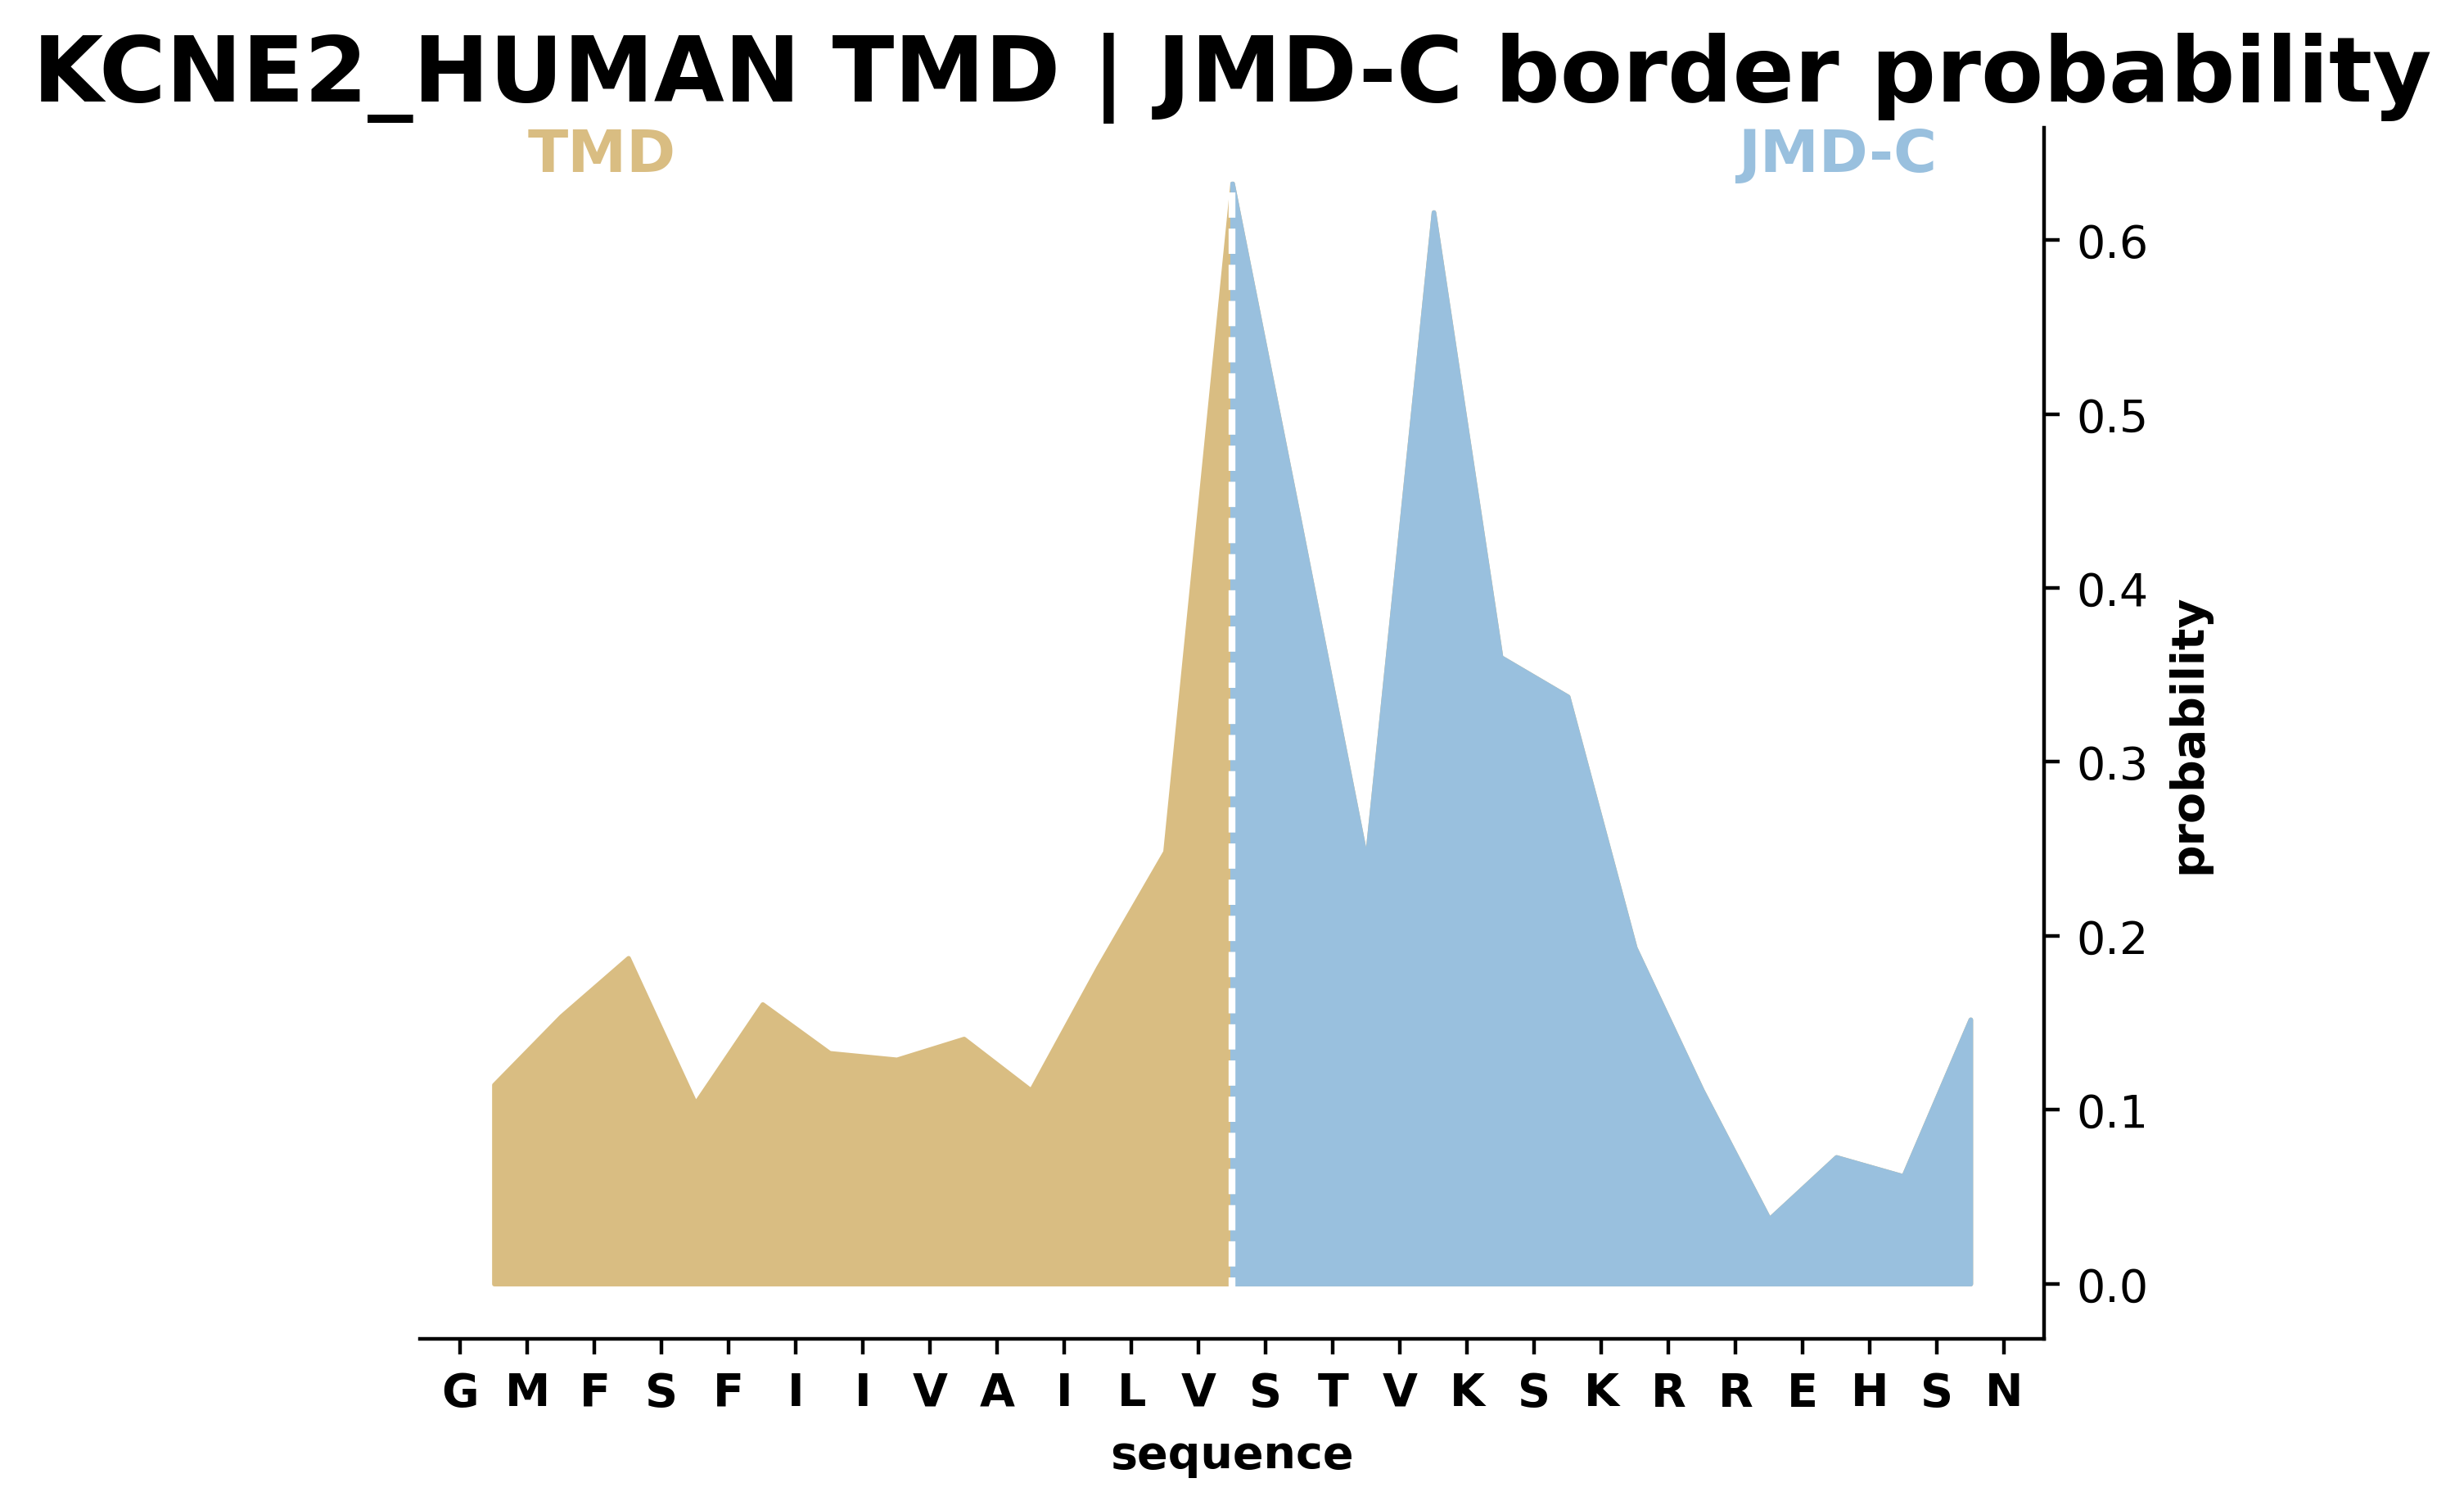 KCNE2_HUMAN TMD | JMD-C border probability
TMD JMD-C
0.6
0.5
0.4
0.3
0.2
0.1
0.0
probability
G M F S F I I V A I L V S T V K S K R R E H S N
sequence